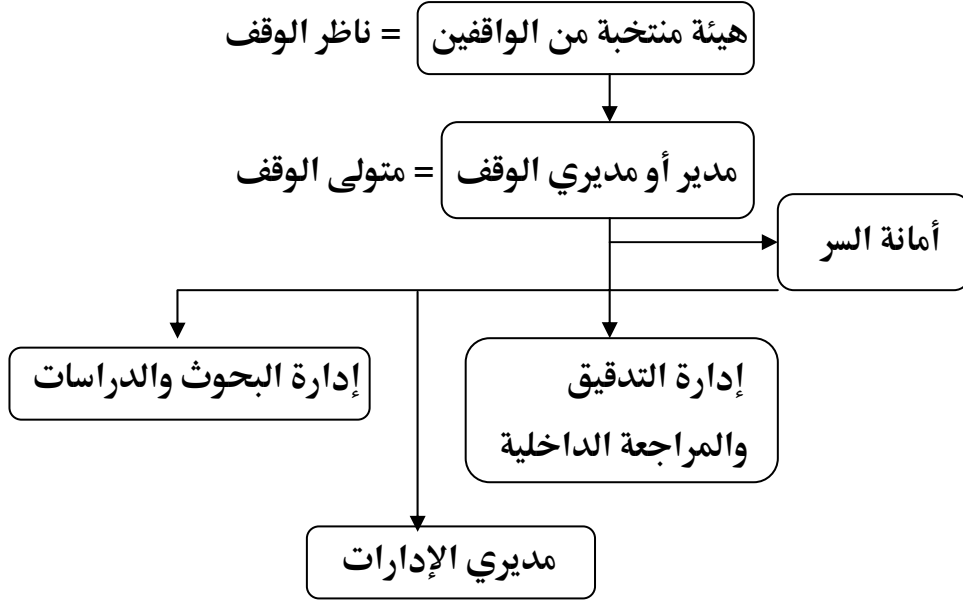 هيئة منتخبة من الواقفين = ناظر الوقف
مدير أو مديري الوقف = متولى الوقف
أمانة السر
إدارة التدقيق
والمراجعة الداخلية
إدارة البحوث والدراسات
مديري الإدارات